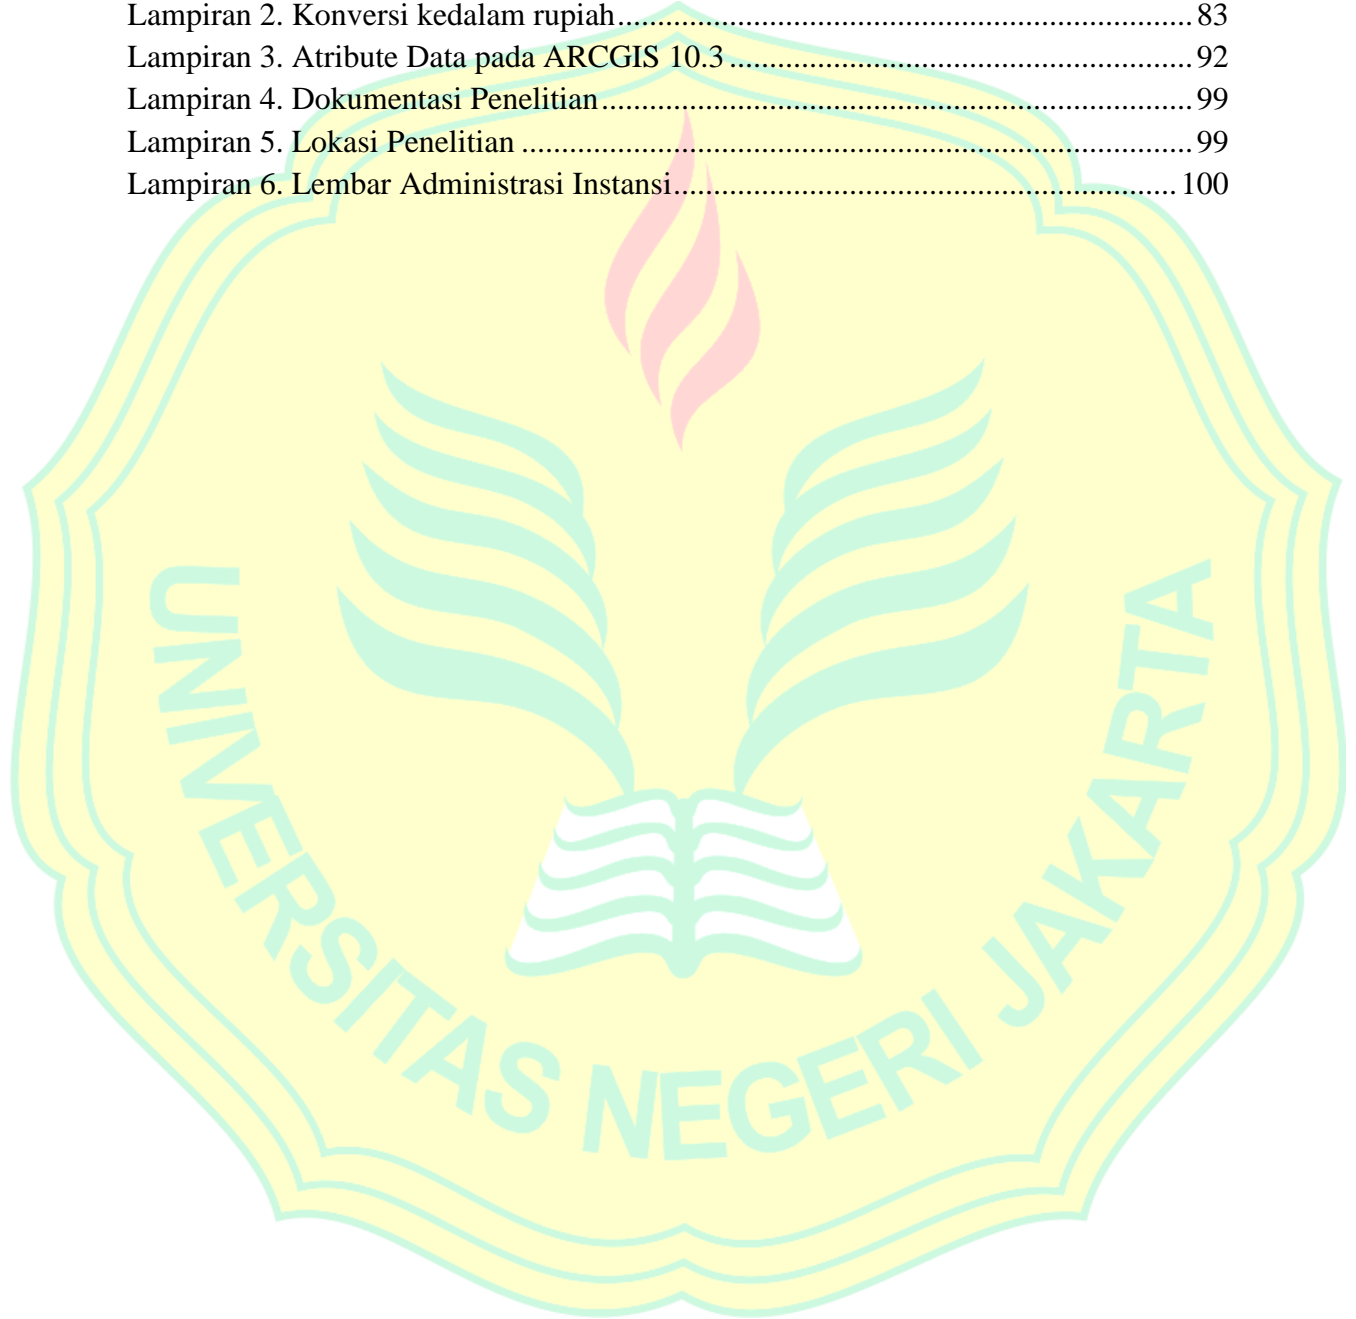 Lampiran 2. Konversi kedalam rupiah....................................................................... 83
Lampiran 3. Atribute Data pada ARCGIS 10.3 ......................................................... 92
Lampiran 4. Dokumentasi Penelitian......................................................................... 99
Lampiran 5. Lokasi Penelitian ................................................................................... 99
Lampiran 6. Lembar Administrasi Instansi.............................................................. 100
UNIVERSITAS NEGERI JAKARTA